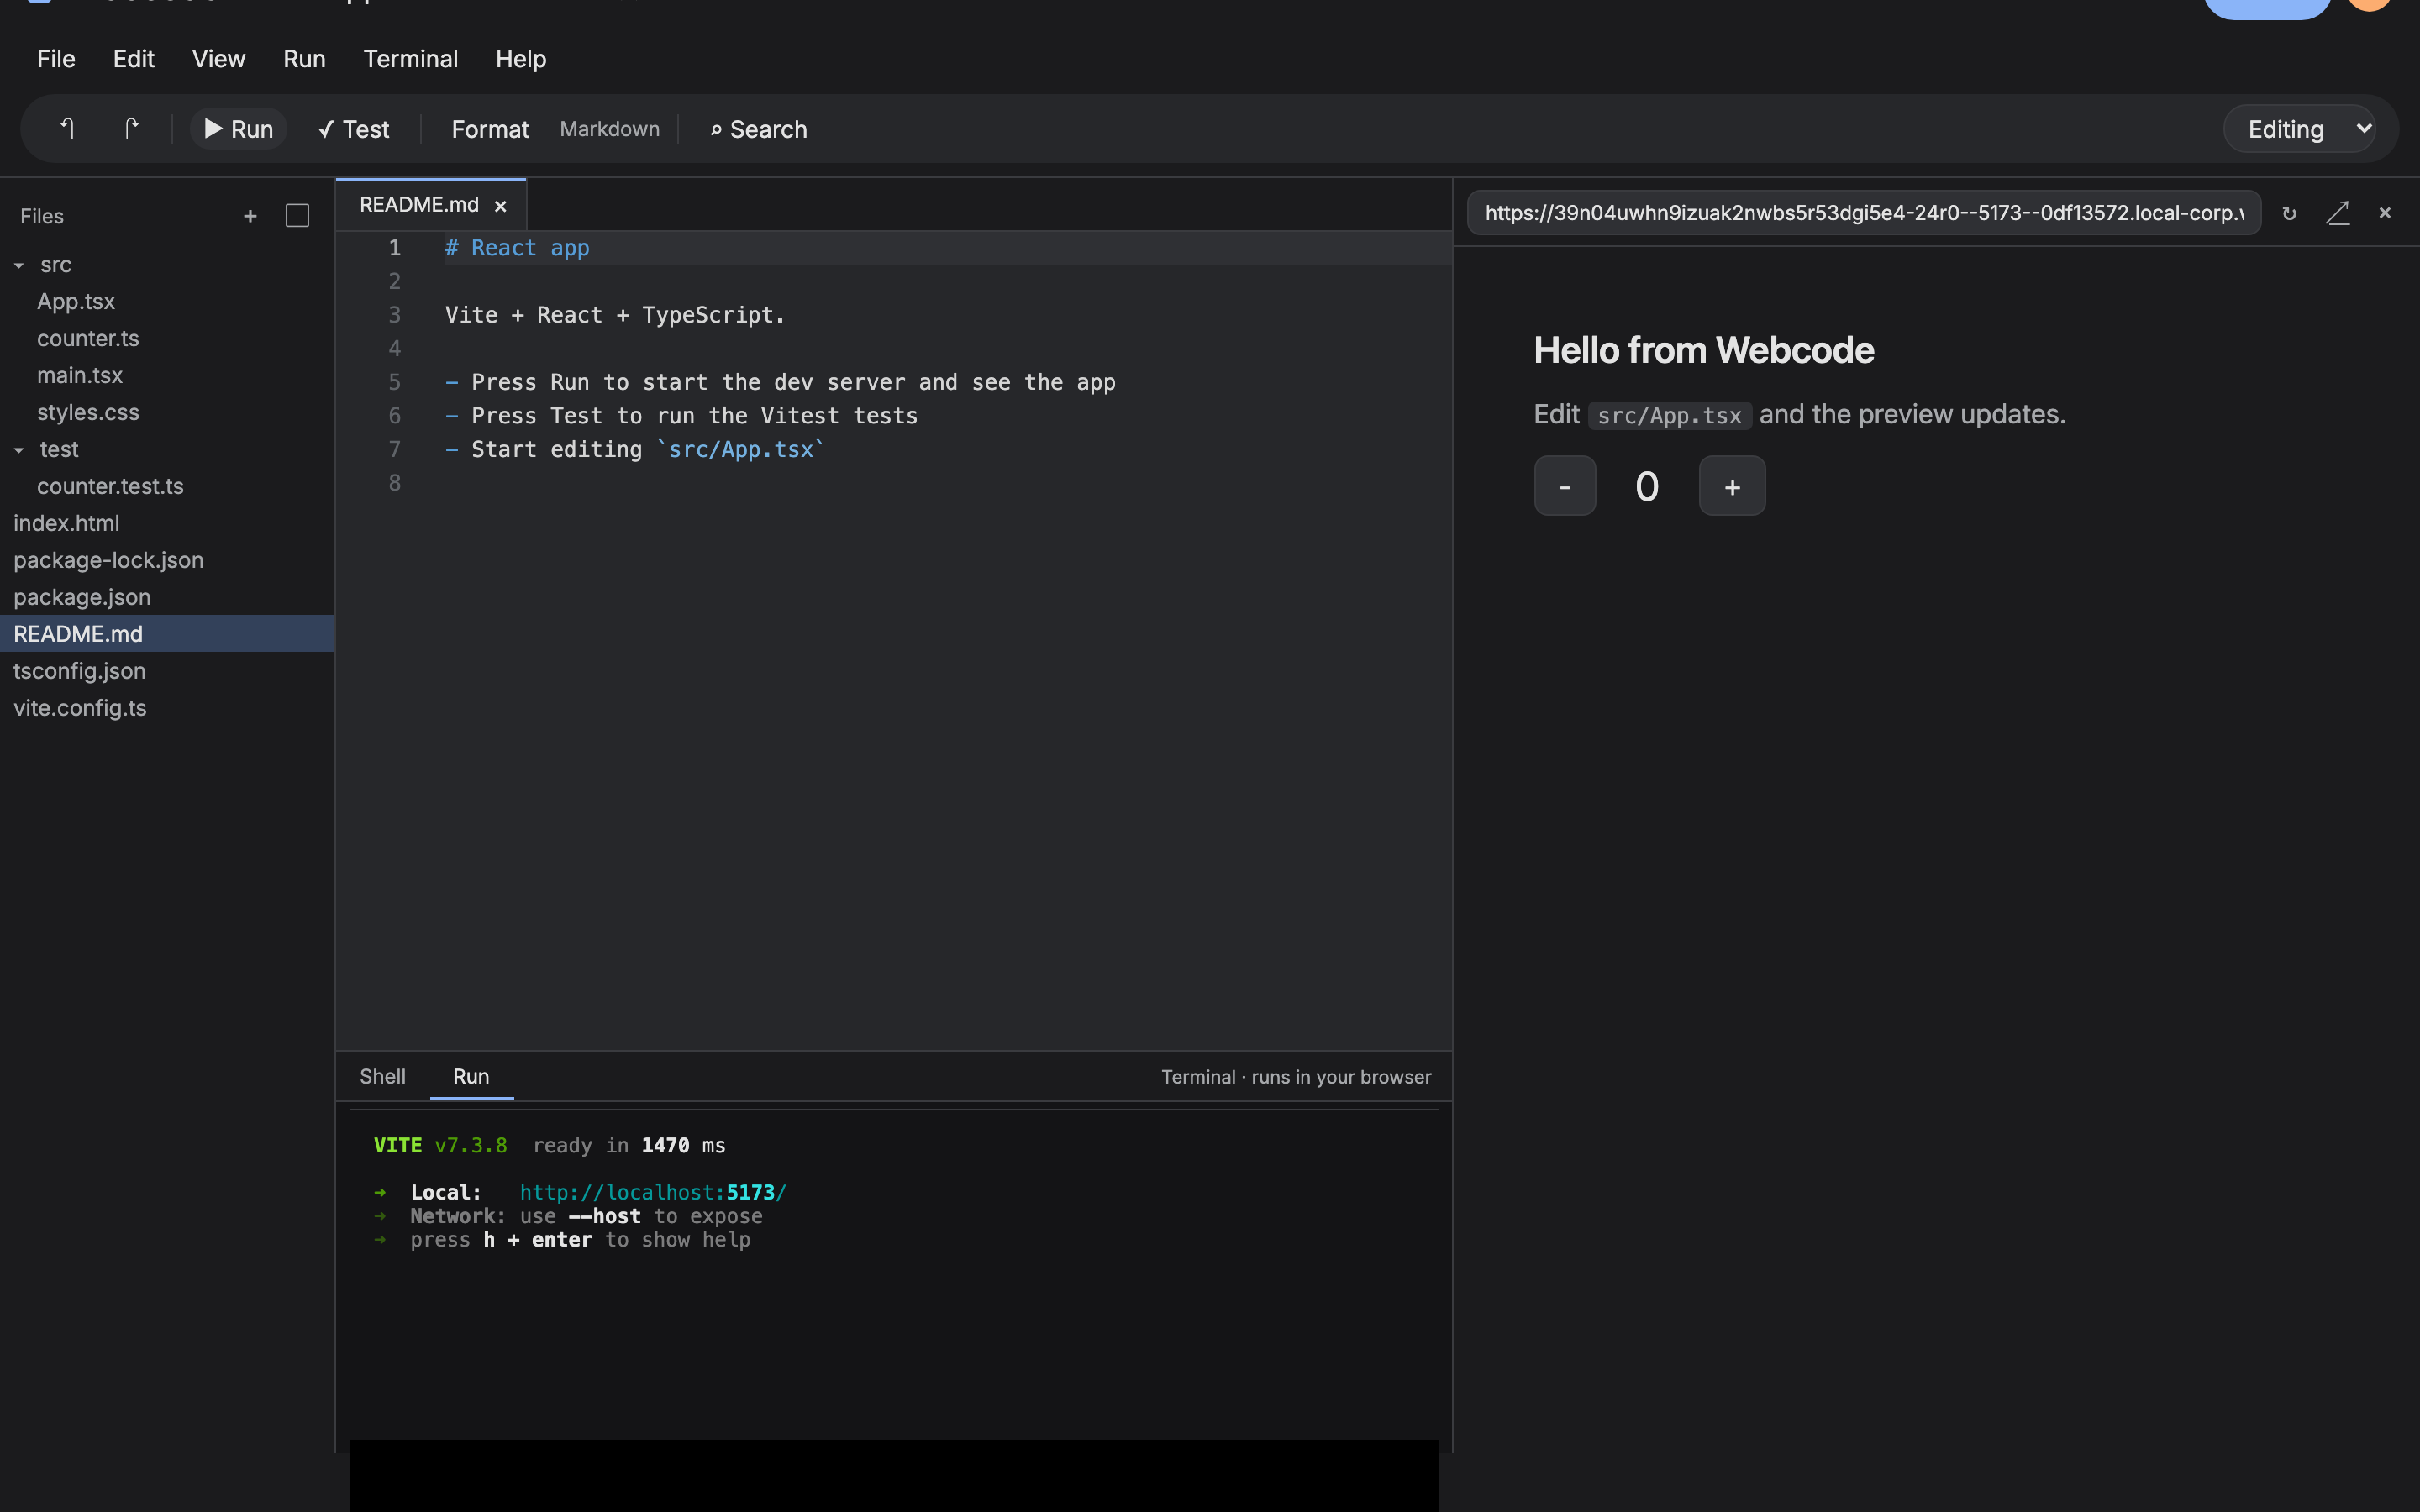 File Edit View Run Terminal Help
Run ✓ Test Format Markdown Search Editing
Files +
src
App.tsx
counter.ts
main.tsx
styles.css
test
counter.test.ts
index.html
package-lock.json
package.json
README.md
tsconfig.json
vite.config.ts
README.md ×
1 # React app
2
3 Vite + React + TypeScript.
4
5 - Press Run to start the dev server and see the app
6 - Press Test to run the Vitest tests
7 - Start editing `src/App.tsx`
8
Shell Run Terminal · runs in your browser
VITE v7.3.8 ready in 1470 ms
➜ Local: http://localhost:5173/
➜ Network: use --host to expose
➜ press h + enter to show help
https://39n04uwhn9izuak2nwbs5r53dgi5e4-24r0--5173--0df13572.local-corp. ↻ ×
Hello from Webcode
Edit src/App.tsx and the preview updates.
- 0 +